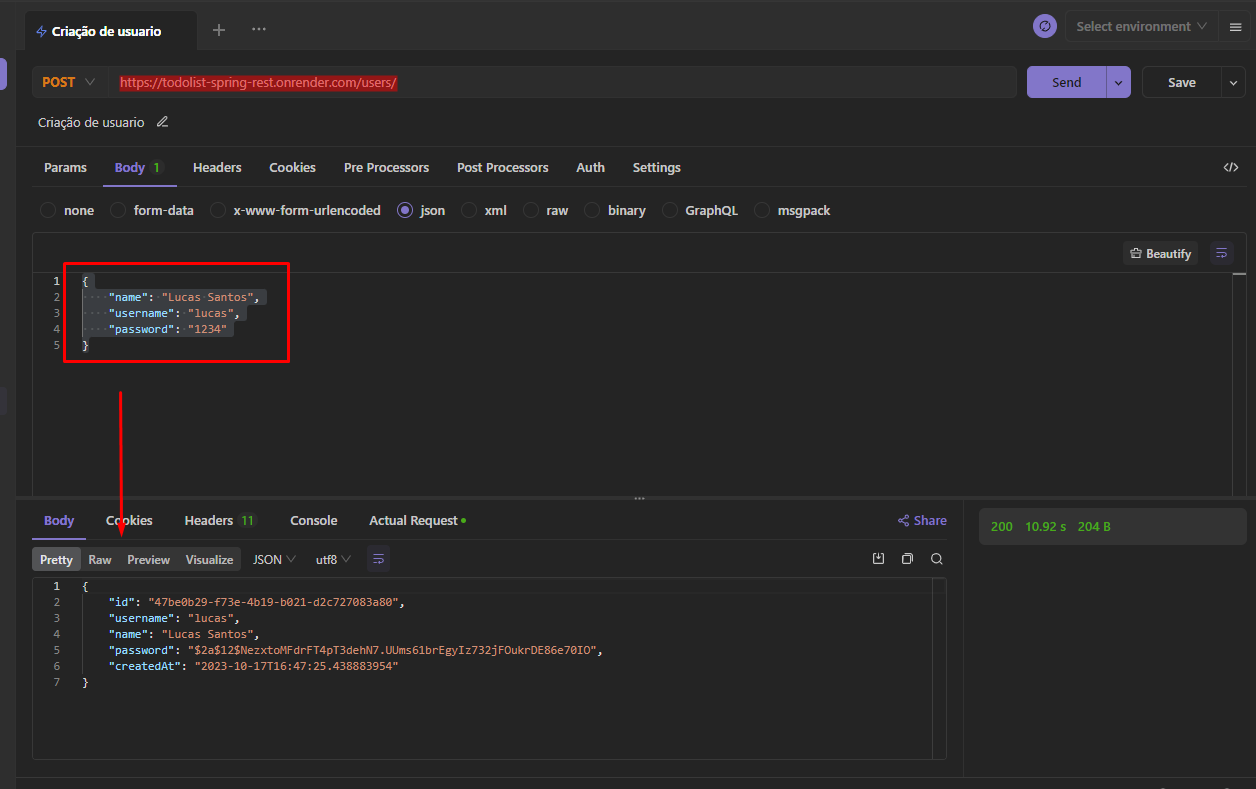 Criação de usuario
Select environment
POST https://todolist-spring-rest.onrender.com/users/ Send Save
Criação de usuario
Params Body 1 Headers Cookies Pre Processors Post Processors Auth Settings
none form-data x-www-form-urlencoded json xml raw binary GraphQL msgpack
Beautify
1 {
2 "name": "Lucas Santos",
3 "username": "lucas",
4 "password": "1234"
5 }
Body Cookies Headers 11 Console Actual Request Share
200 10.92 s 204 B
Pretty Raw Preview Visualize JSON utf8
1 {
2 "id": "47be0b29-f73e-4b19-b021-d2c727083a80",
3 "username": "lucas",
4 "name": "Lucas Santos",
5 "password": "$2a$12$NezxtoMFdrFT4pT3dehN7.UUms61brEgyIz732jFOukrDE86e70IO",
6 "createdAt": "2023-10-17T16:47:25.438883954"
7 }